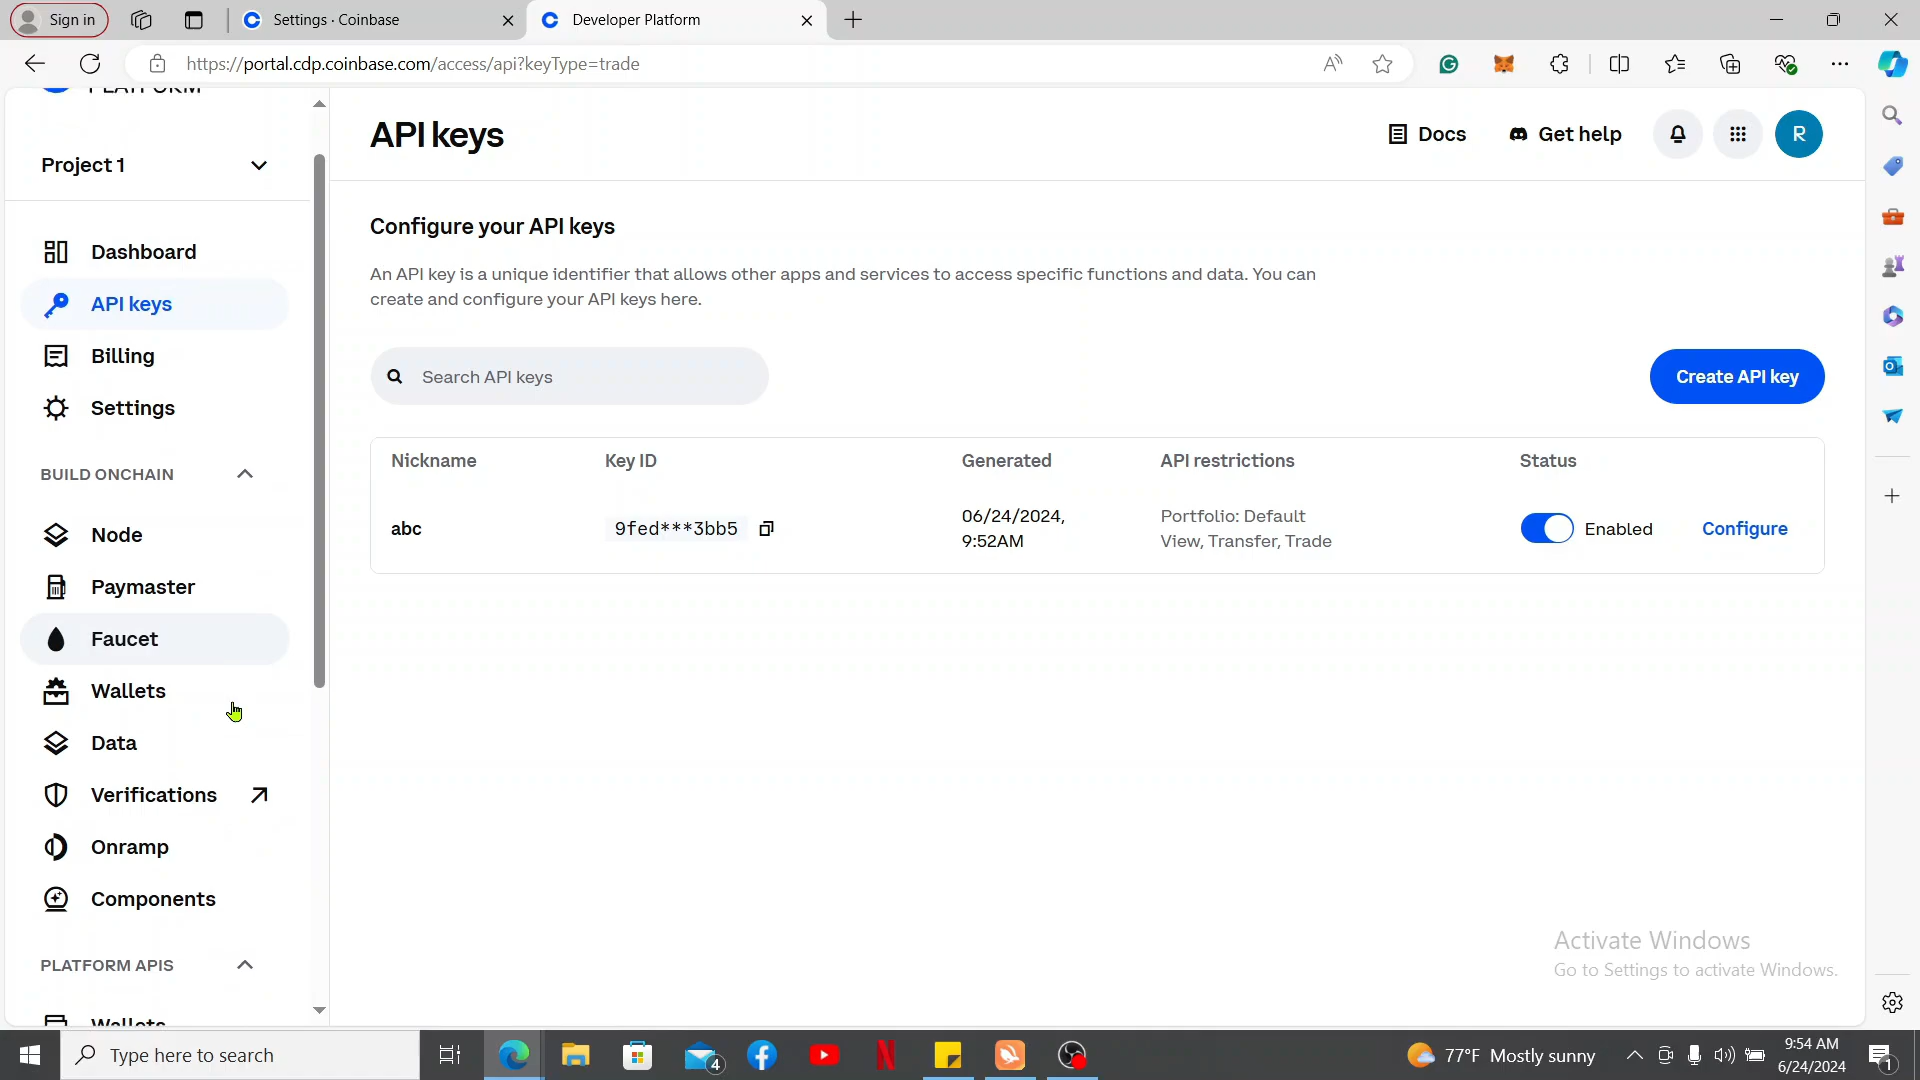 Sign in
Settings · Coinbase
Developer Platform
https://portal.cdp.coinbase.com/access/api?keyType=trade
PLATFORM
API keys
Docs
Get help
R
Project 1
Dashboard
API keys
Billing
Settings
BUILD ONCHAIN
Node
Paymaster
Faucet
Wallets
Data
Verifications
Onramp
Components
PLATFORM APIS
Wallets
Configure your API keys
An API key is a unique identifier that allows other apps and services to access specific functions and data. You can
create and configure your API keys here.
Search API keys
Create API key
Nickname Key ID Generated API restrictions Status
abc 9fed***3bb5 06/24/2024, 9:52AM Portfolio: Default View, Transfer, Trade Enabled Configure
Activate Windows
Go to Settings to activate Windows.
Type here to search
4
77°F Mostly sunny
9:54 AM
6/24/2024
1